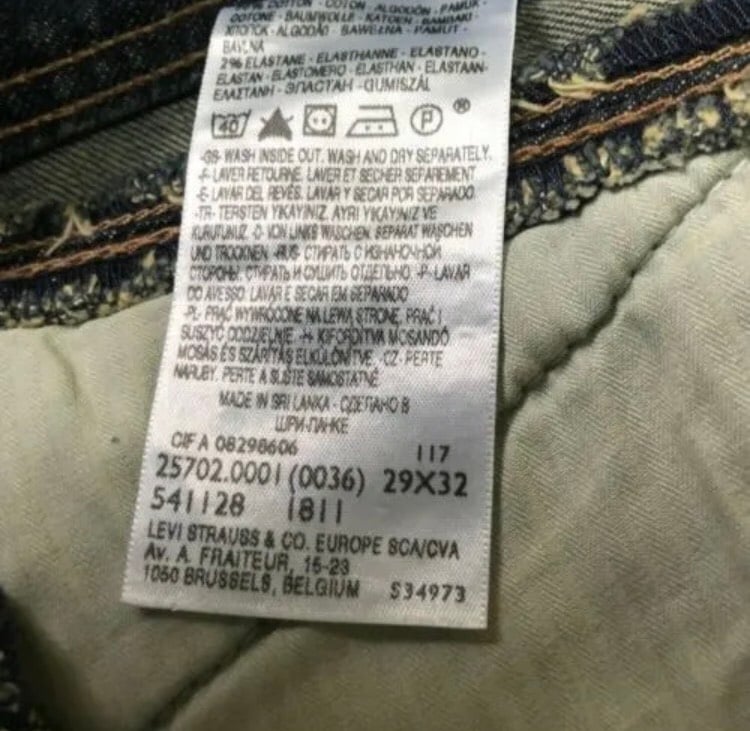 COTTON - COTON - ALGODÓN - PAMUK -
COTONE - BAUMWOLLE - KATOEN - BAMBAKI -
ХЛОПОК - ALGODÃO - BAWEŁNA - PAMUT -
BAVLNA
2% ELASTANE - ELASTHANNE - ELASTANO -
ELASTAN - ELASTOMERO - ELASTHAN - ELASTAAN-
ΕΛΑΣΤΑΝΗ - ЭЛАСТАН - GUMISZÁL
40 P ®
-GB- WASH INSIDE OUT. WASH AND DRY SEPARATELY.
-F- LAVER RETOURNE. LAVER ET SECHER SEPAREMENT
-E- LAVAR DEL REVÉS. LAVAR Y SECAR POR SEPARADO.
-TR- TERSTEN YIKAYINIZ. AYRI YIKAYINIZ VE
KURUTUNUZ. -D- VON LINKS WASCHEN. SEPARAT WASCHEN
UND TROCKNEN -RUS- СТИРАТЬ С ИЗНАНОЧНОЙ
СТОРОНЫ. СТИРАТЬ И СУШИТЬ ОТДЕЛЬНО. -P- LAVAR
DO AVESSO. LAVAR E SECAR EM SEPARADO
-PL- PRAĆ WYWRÓCONE NA LEWĄ STRONĘ. PRAĆ I
SUSZYĆ ODDZIELNIE. -H- KIFORDÍTVA MOSANDÓ.
MOSÁS ÉS SZÁRÍTÁS ELKÜLÖNÍTVE. -CZ- PERTE
NARUBY. PERTE A SUŠTE SAMOSTATNĚ
MADE IN SRI LANKA - СДЕЛАНО В
ШРИ-ЛАНКЕ
CIF A 08298606 117
25702.0001 (0036) 29X32
541128 1811
LEVI STRAUSS & CO. EUROPE SCA/CVA
Av. A. FRAITEUR, 15-23
1050 BRUSSELS, BELGIUM S34973